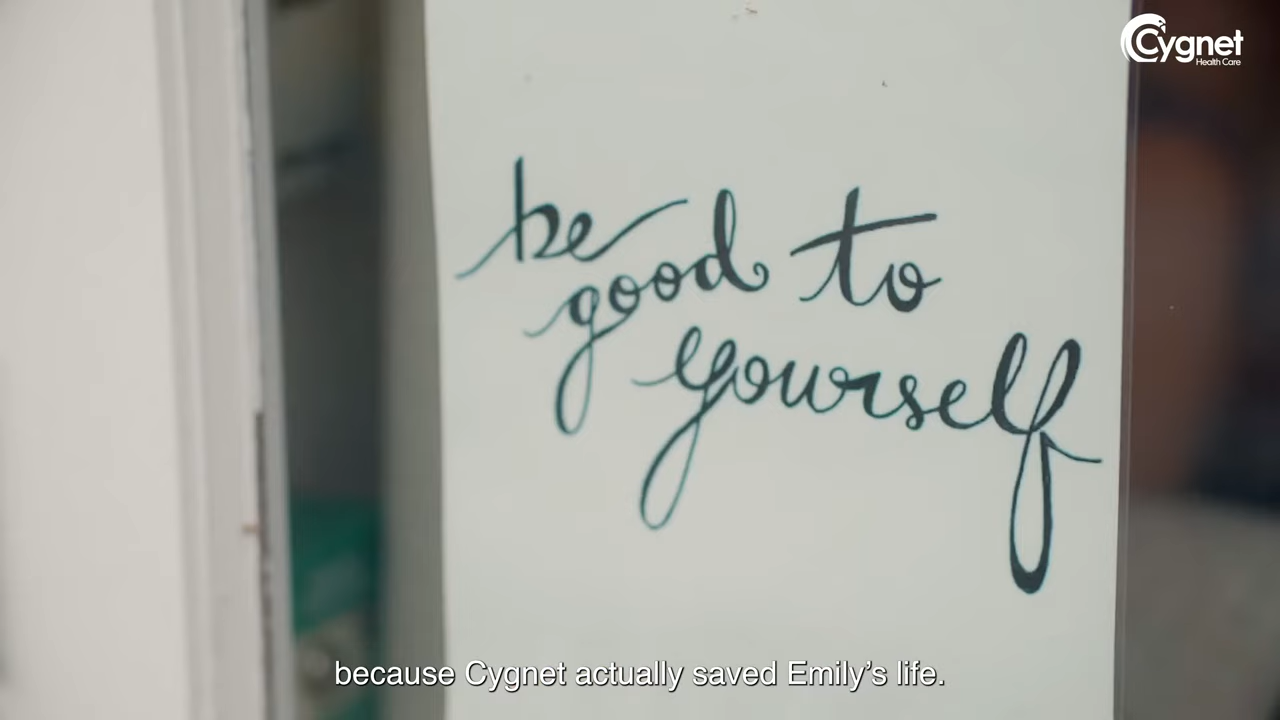 Cygnet
Health Care
be
good to
yourself
because Cygnet actually saved Emily's life.